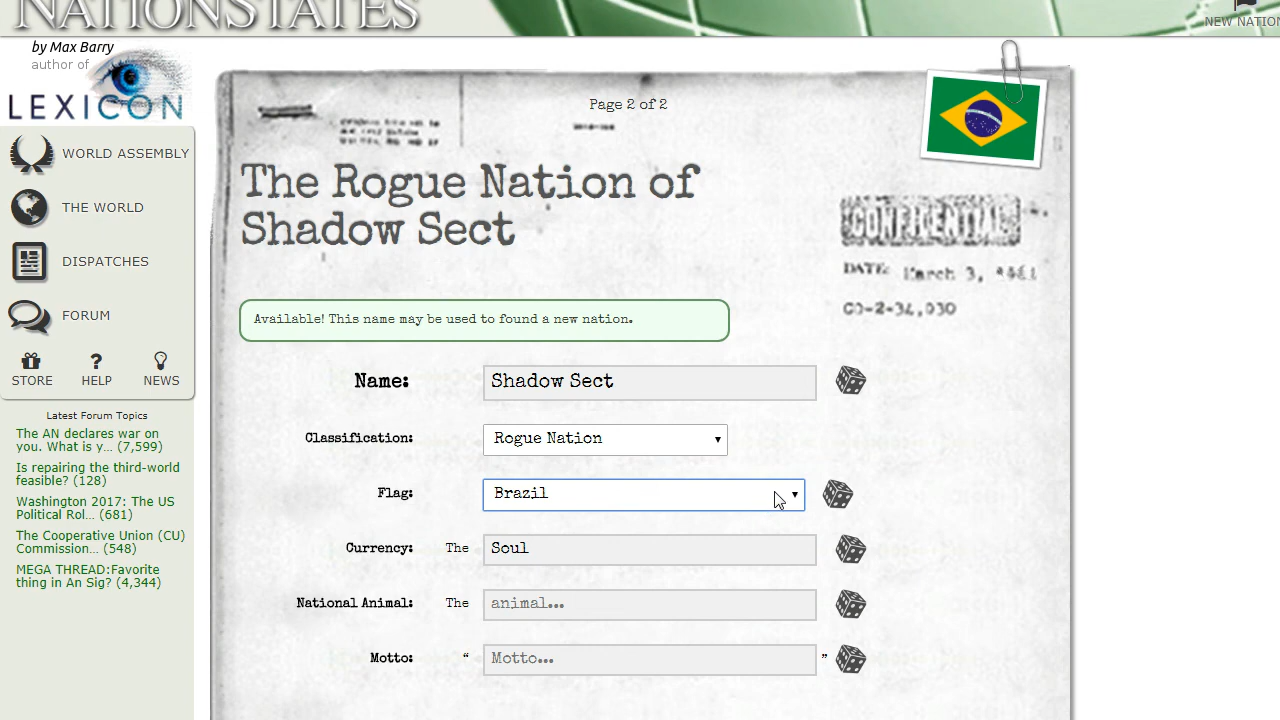 NATIONSTATES
NEW NATION
by Max Barry
author of
LEXICON
WORLD ASSEMBLY
THE WORLD
DISPATCHES
FORUM
STORE HELP NEWS
Latest Forum Topics
The AN declares war on
you. What is y... (7,599)
Is repairing the third-world
feasible? (128)
Washington 2017: The US
Political Rol... (681)
The Cooperative Union (CU)
Commission... (548)
MEGA THREAD:Favorite
thing in An Sig? (4,344)
Page 2 of 2
The Rogue Nation of
Shadow Sect
CONFIDENTIAL
DATE: March 3,
Available! This name may be used to found a new nation.
Name: Shadow Sect
Classification: Rogue Nation
Flag: Brazil
Currency: The Soul
National Animal: The animal...
Motto: “ Motto... ”